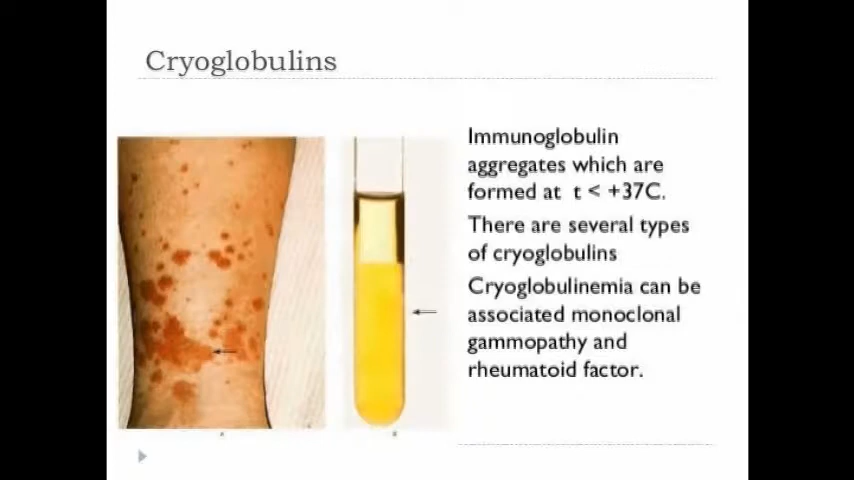 Cryoglobulins
Immunoglobulin
aggregates which are
formed at t < +37C.
There are several types
of cryoglobulins
Cryoglobulinemia can be
associated monoclonal
gammopathy and
rheumatoid factor.